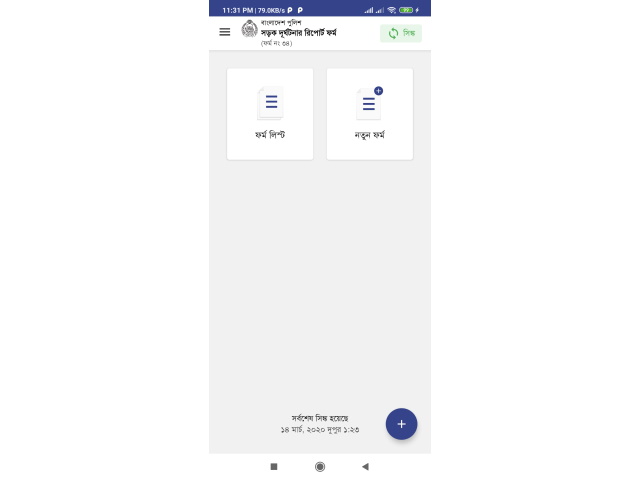 11:31 PM | 79.0KB/s
বাংলাদেশ পুলিশ
সড়ক দূর্ঘটনার রিপোর্ট ফর্ম
(ফর্ম নং ৩৪)
সিঙ্ক
ফর্ম লিস্ট
নতুন ফর্ম
সর্বশেষ সিঙ্ক হয়েছে
১৪ মার্চ, ২০২০ দুপুর ১:২৩